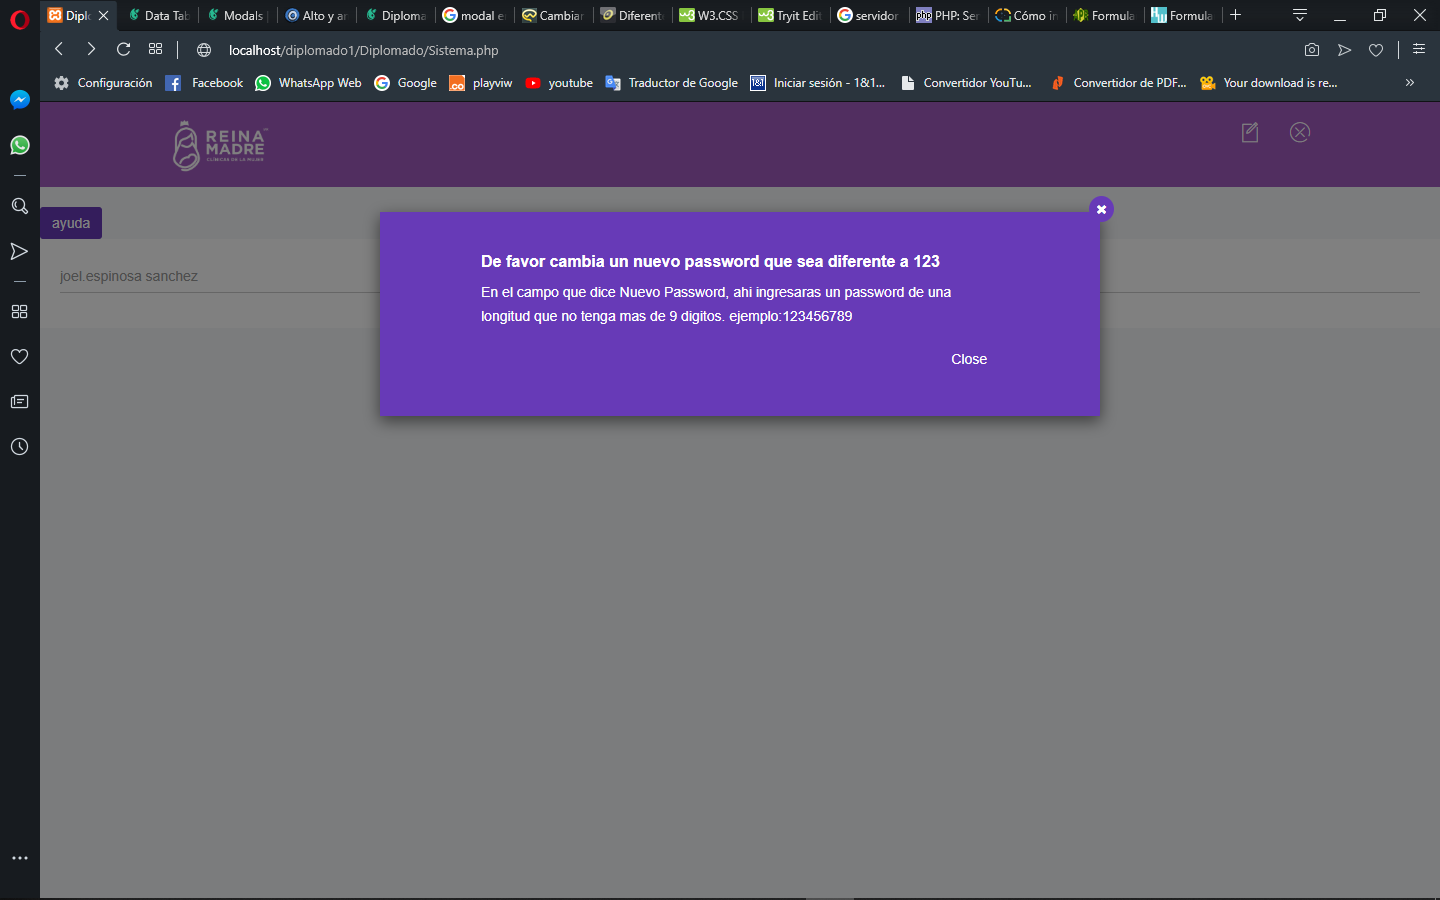 Diplo
Data Tab
Modals
Alto y ar
Diploma
modal e
Cambiar
Diferent
W3.CSS
Tryit Edit
servidor
PHP: Ser
Cómo in
Formula
Formula
localhost/diplomado1/Diplomado/Sistema.php
Configuración
Facebook
WhatsApp Web
Google
playviw
youtube
Traductor de Google
Iniciar sesión - 1&1...
Convertidor YouTu...
Convertidor de PDF...
Your download is re...
REINA
MADRE
CLÍNICAS DE LA MUJER
ayuda
joel.espinosa sanchez
De favor cambia un nuevo password que sea diferente a 123
En el campo que dice Nuevo Password, ahi ingresaras un password de una
longitud que no tenga mas de 9 digitos. ejemplo:123456789
Close